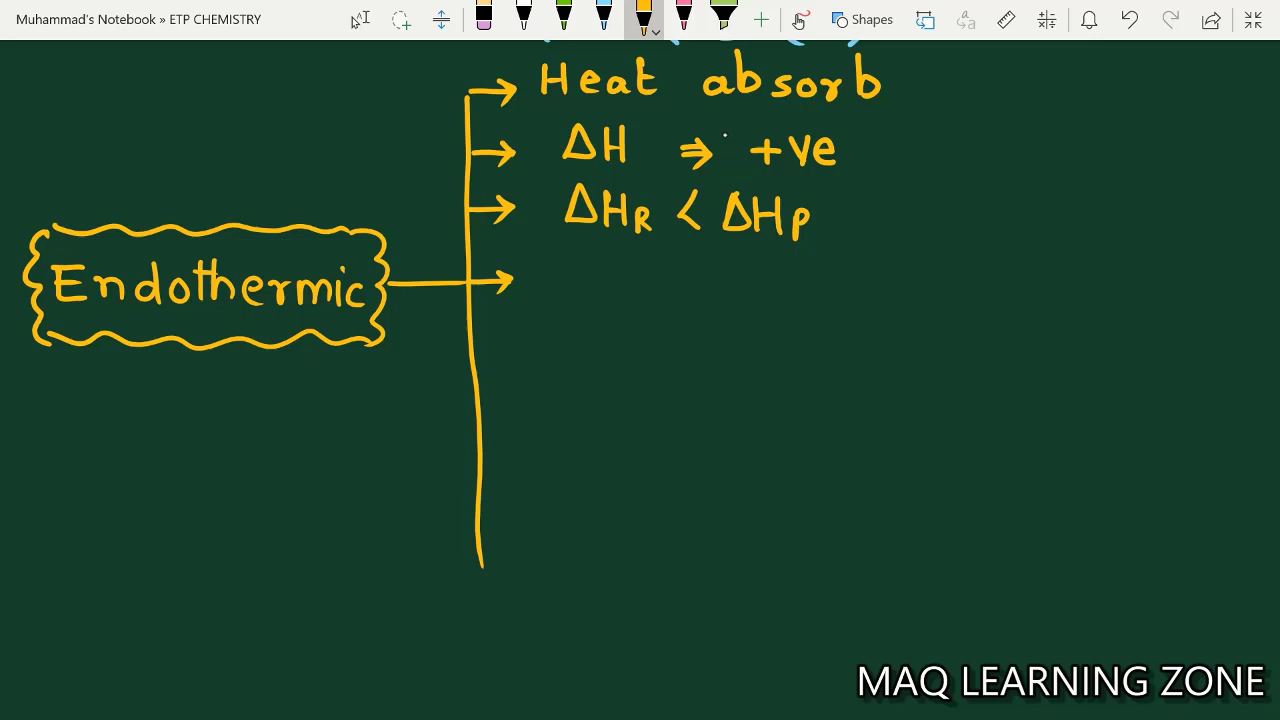 Muhammad's Notebook » ETP CHEMISTRY
Shapes
Heat absorb
ΔH ⇒ +ve
ΔHR < ΔHP
Endothermic
MAQ LEARNING ZONE